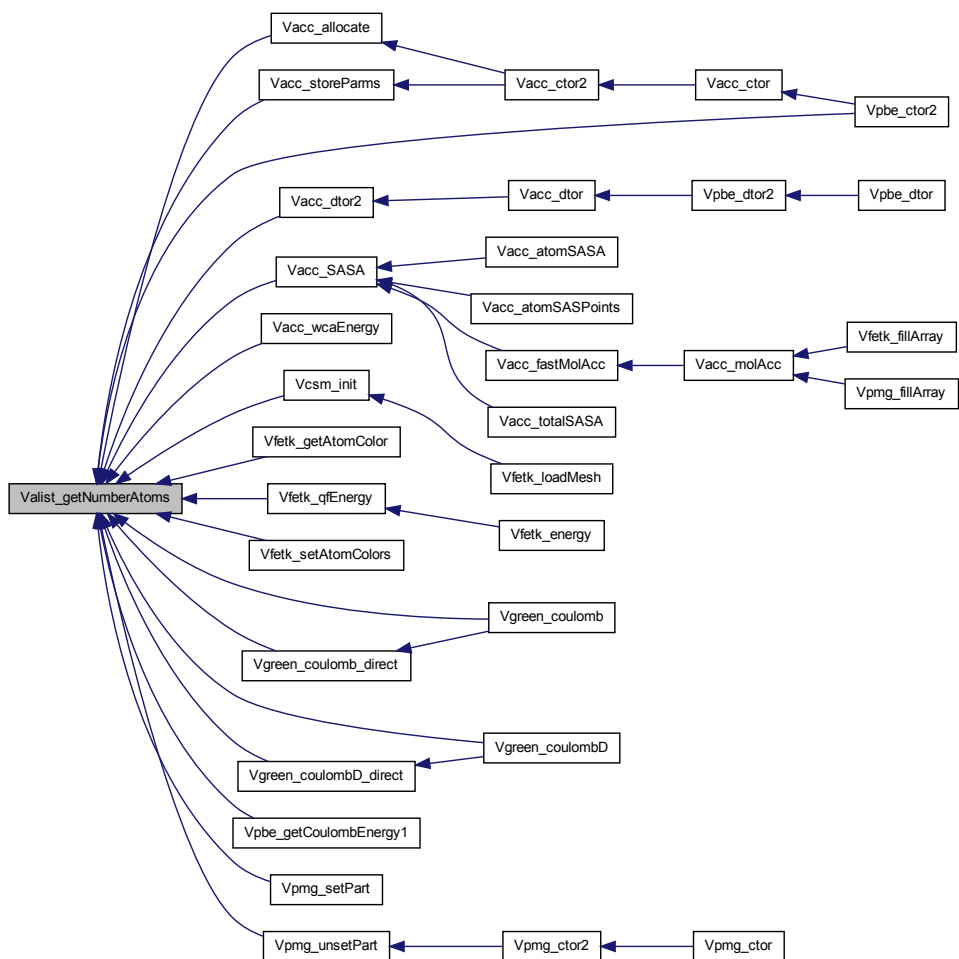 Vacc_allocate
Vacc_storeParms
Vacc_ctor2
Vacc_ctor
Vpbe_ctor2
Vacc_dtor2
Vacc_dtor
Vpbe_dtor2
Vpbe_dtor
Vacc_SASA
Vacc_atomSASA
Vacc_atomSASPoints
Vacc_wcaEnergy
Vacc_fastMolAcc
Vacc_molAcc
Vfetk_fillArray
Vpmg_fillArray
Vcsm_init
Vacc_totalSASA
Vfetk_getAtomColor
Vfetk_loadMesh
Valist_getNumberAtoms
Vfetk_qfEnergy
Vfetk_energy
Vfetk_setAtomColors
Vgreen_coulomb
Vgreen_coulomb_direct
Vgreen_coulombD
Vgreen_coulombD_direct
Vpbe_getCoulombEnergy1
Vpmg_setPart
Vpmg_unsetPart
Vpmg_ctor2
Vpmg_ctor